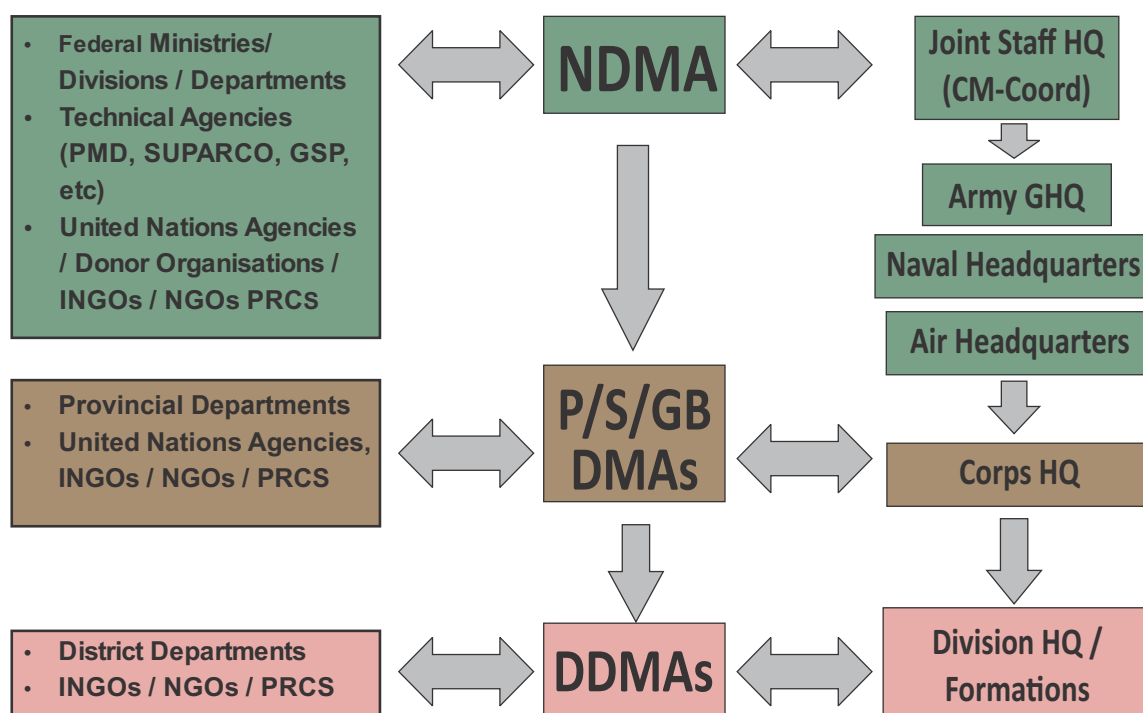 • Federal Ministries/
Divisions / Departments
• Technical Agencies
(PMD, SUPARCO, GSP,
etc)
• United Nations Agencies
/ Donor Organisations /
INGOs / NGOs PRCS
NDMA
Joint Staff HQ
(CM-Coord)
Army GHQ
Naval Headquarters
Air Headquarters
• Provincial Departments
• United Nations Agencies,
INGOs / NGOs / PRCS
P/S/GB
DMAs
Corps HQ
• District Departments
• INGOs / NGOs / PRCS
DDMAs
Division HQ /
Formations